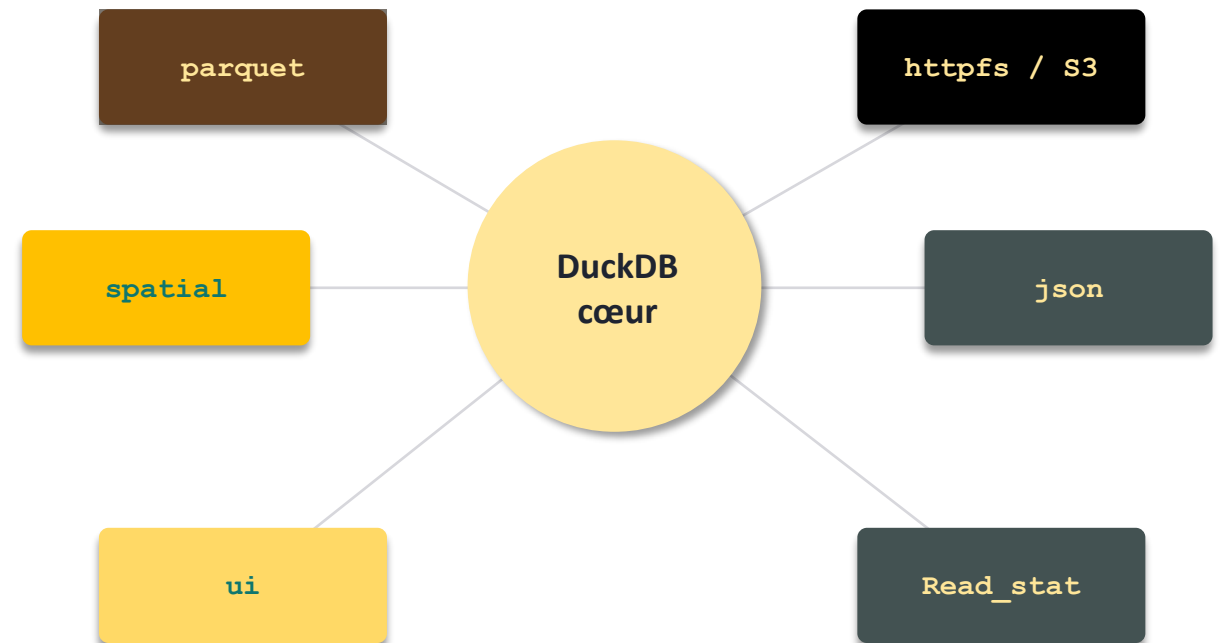 parquet
httpfs / S3
DuckDB
cœur
spatial
json
ui
Read_stat